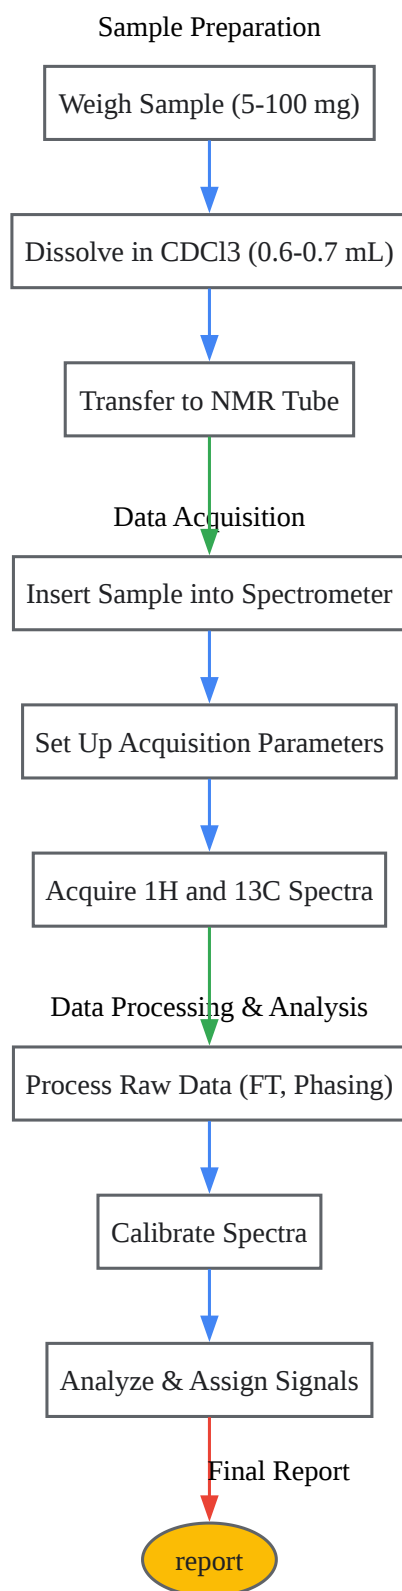 Sample Preparation
Weigh Sample (5-100 mg)
Dissolve in CDCl3 (0.6-0.7 mL)
Transfer to NMR Tube
Data Acquisition
Insert Sample into Spectrometer
Set Up Acquisition Parameters
Acquire 1H and 13C Spectra
Data Processing & Analysis
Process Raw Data (FT, Phasing)
Calibrate Spectra
Analyze & Assign Signals
Final Report
report